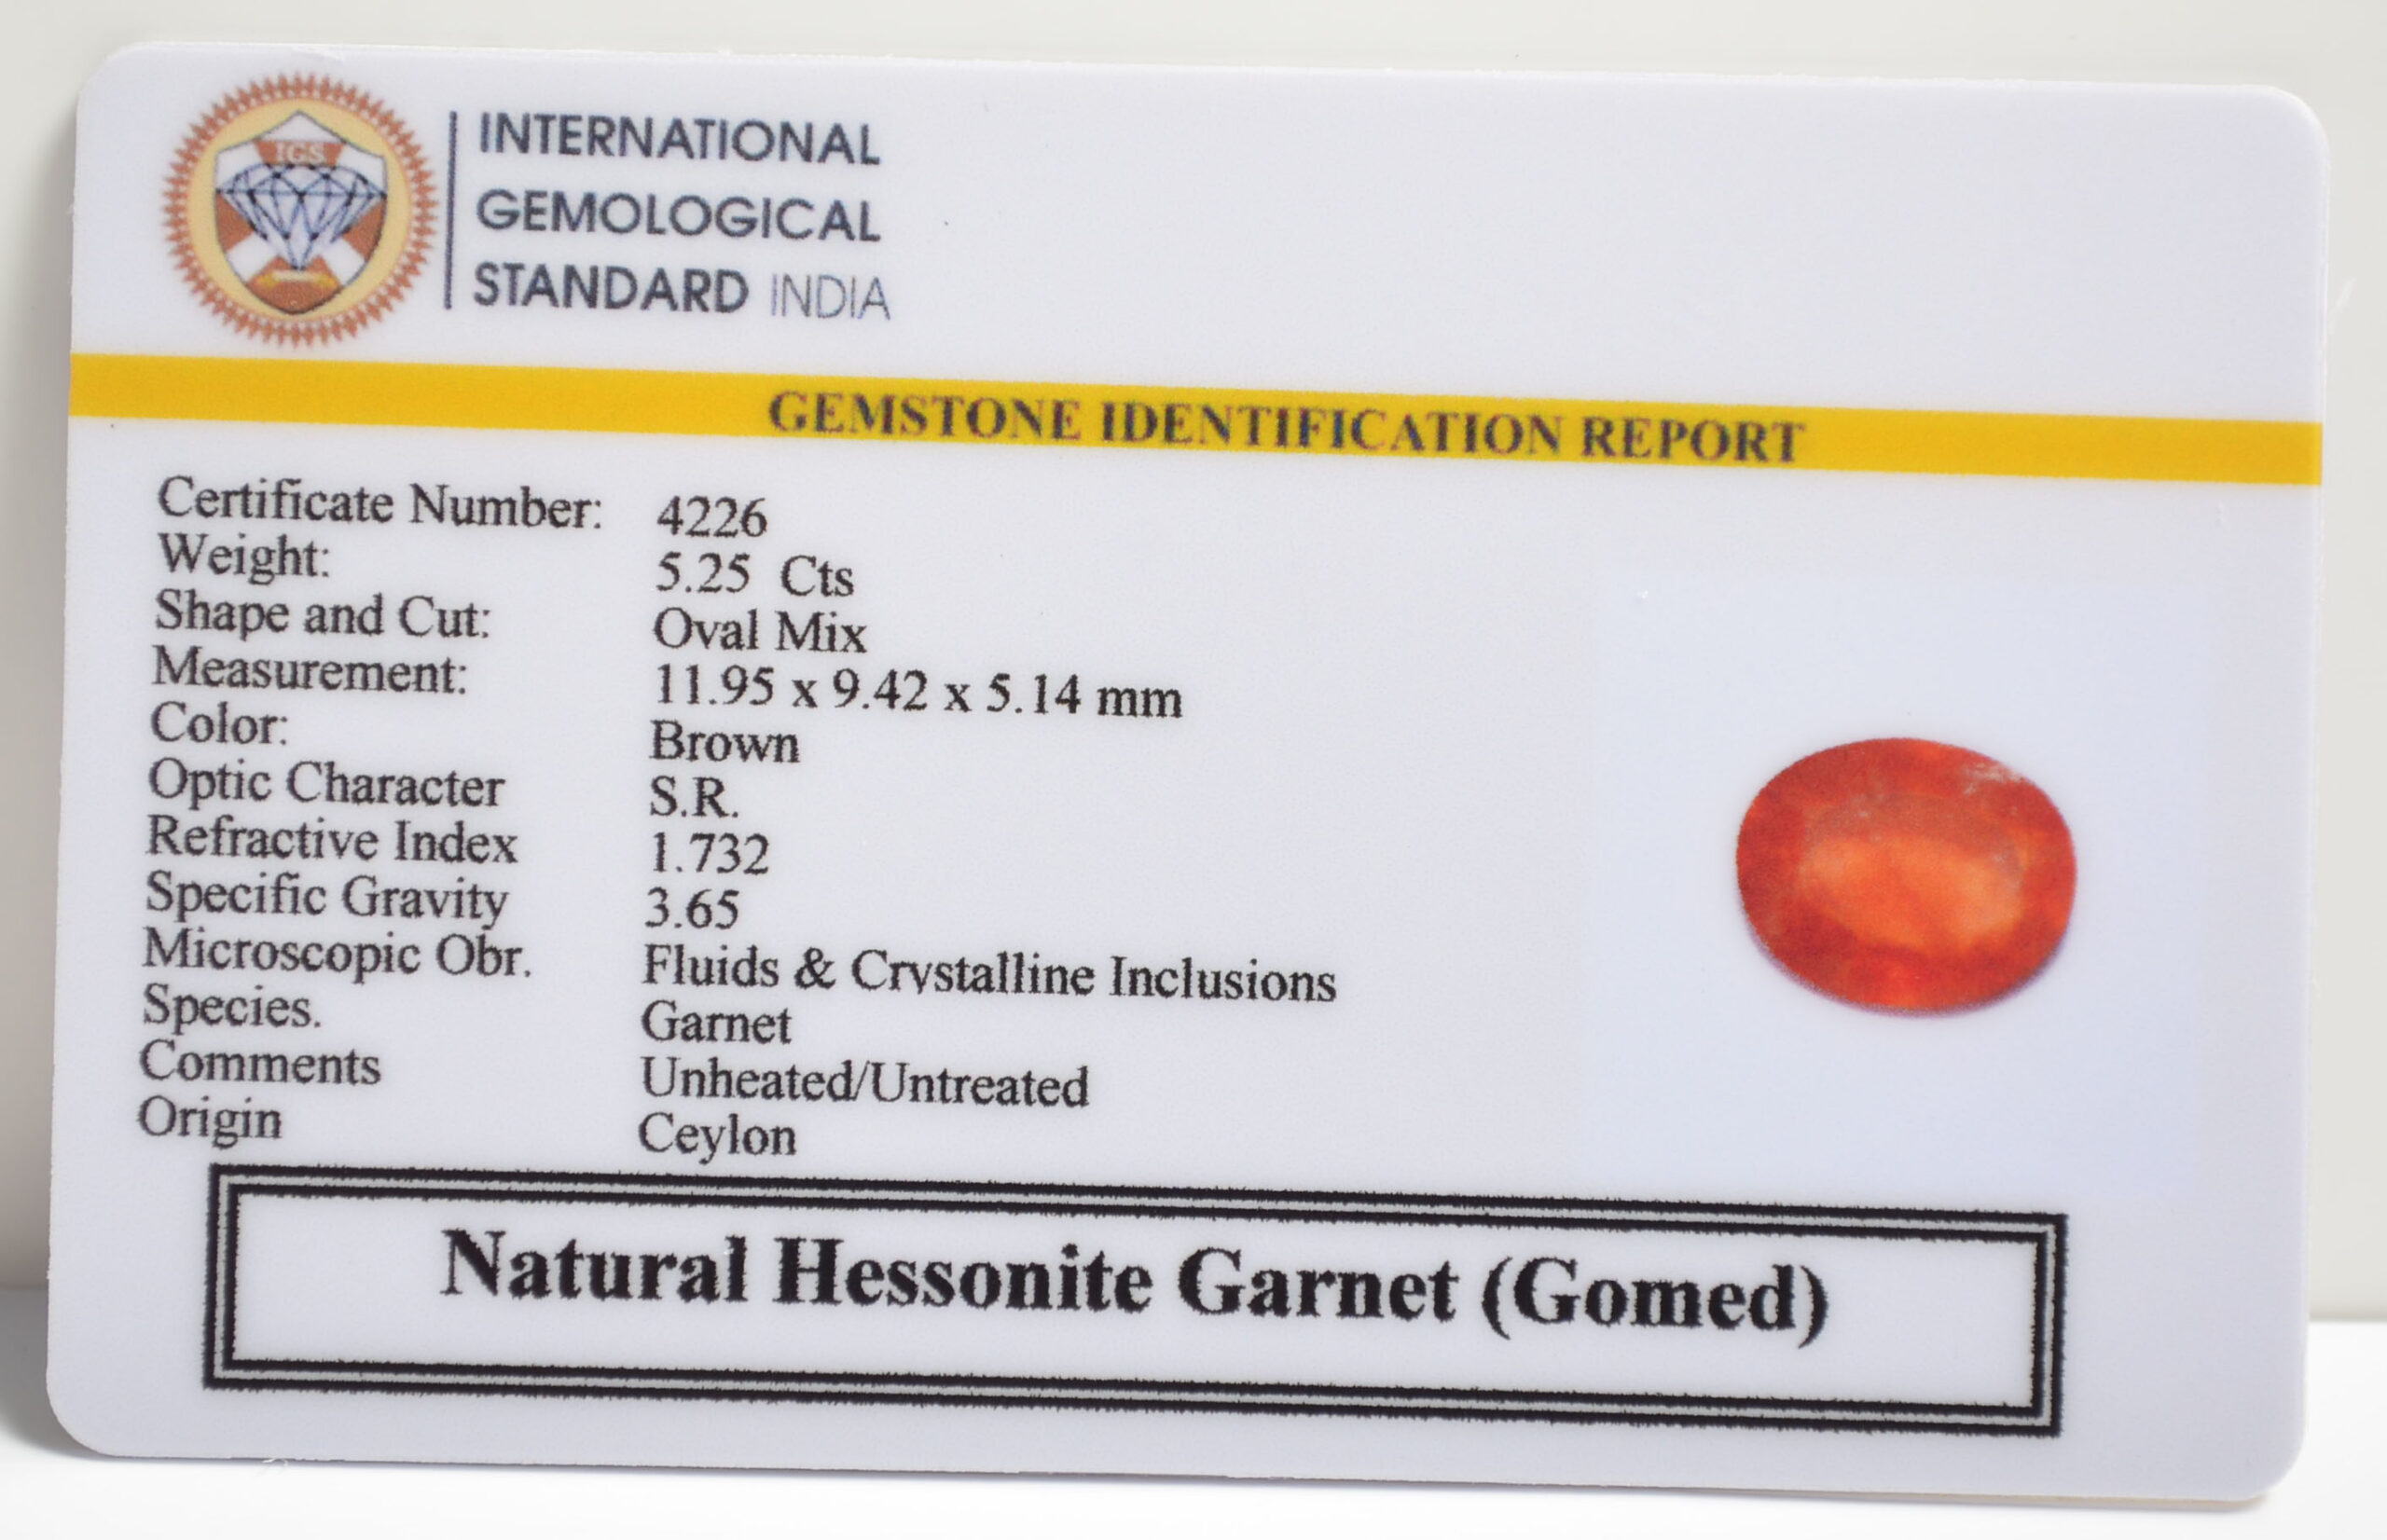 IGS
INTERNATIONAL
GEMOLOGICAL
STANDARD INDIA
GEMSTONE IDENTIFICATION REPORT
Certificate Number: 4226
Weight: 5.25 Cts
Shape and Cut: Oval Mix
Measurement: 11.95 x 9.42 x 5.14 mm
Color: Brown
Optic Character S.R.
Refractive Index 1.732
Specific Gravity 3.65
Microscopic Obr. Fluids & Crystalline Inclusions
Species. Garnet
Comments Unheated/Untreated
Origin Ceylon
Natural Hessonite Garnet (Gomed)